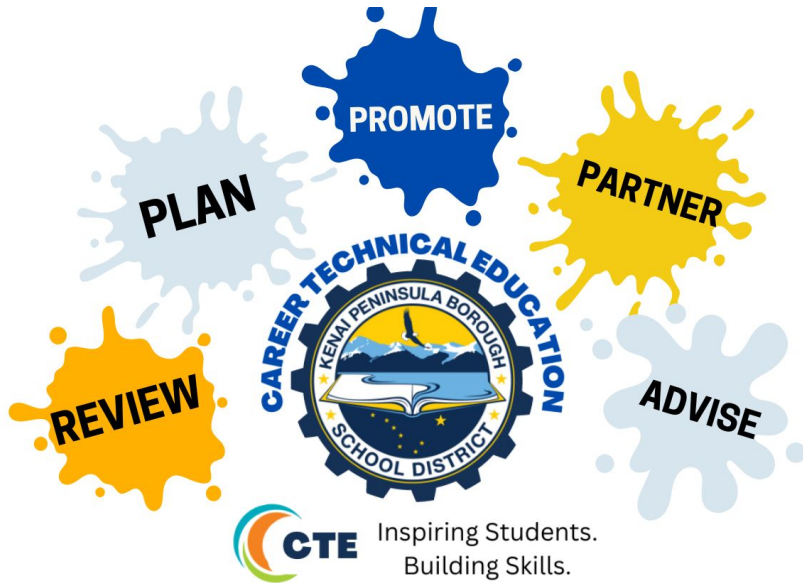 PROMOTE
PLAN
PARTNER
REVIEW
ADVISE
CAREER TECHNICAL EDUCATION
KENAI PENINSULA BOROUGH
SCHOOL DISTRICT
CTE
Inspiring Students.
Building Skills.